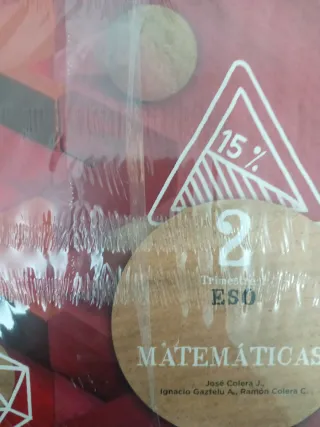 15%
2
Trimestre
ESO
MATEMÁTICAS
José Colera J.,
Ignacio Gaztelu A., Ramón Colera C.